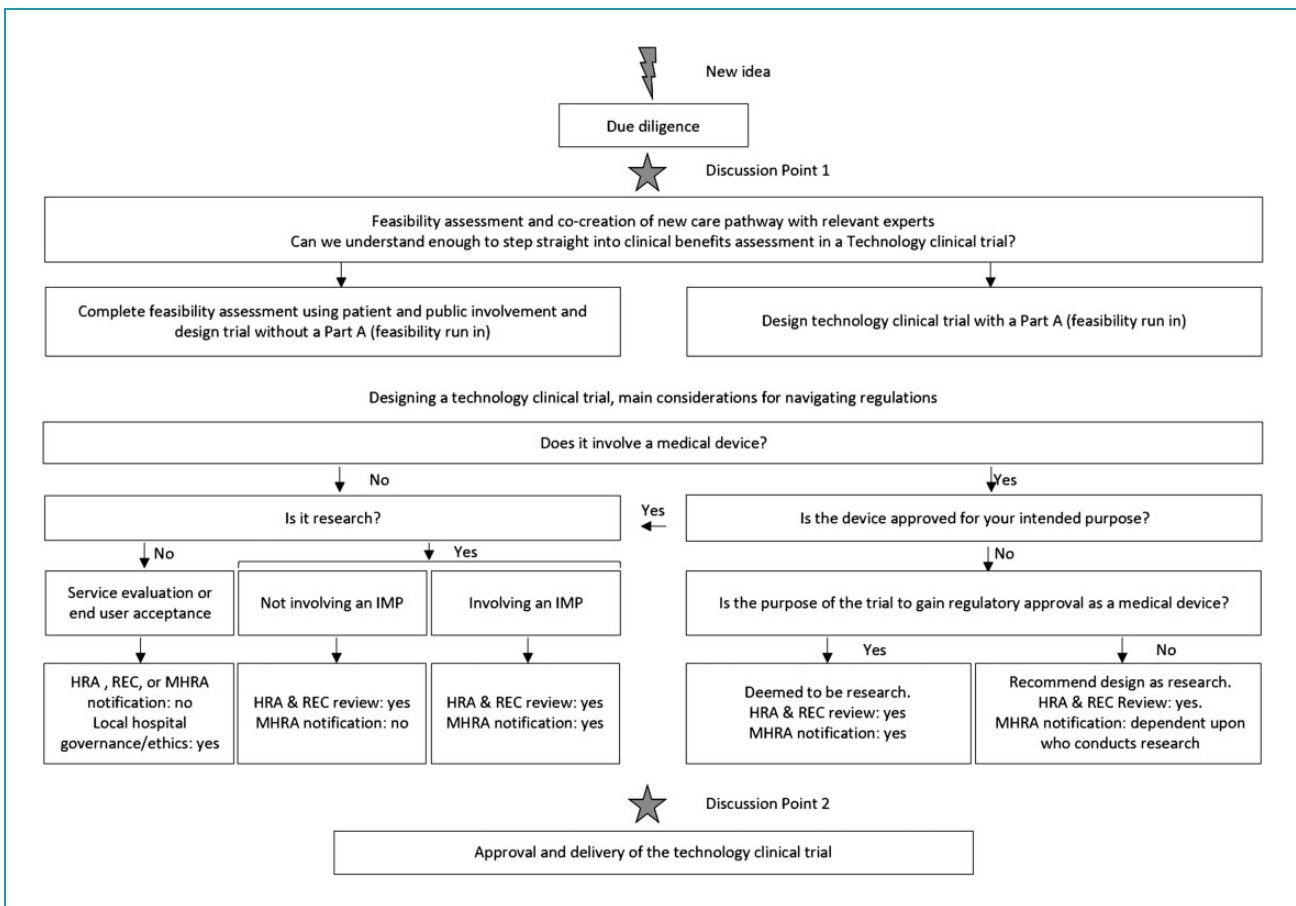 New idea
Due diligence
Discussion Point 1
Feasibility assessment and co-creation of new care pathway with relevant experts
Can we understand enough to step straight into clinical benefits assessment in a Technology clinical trial?
Complete feasibility assessment using patient and public involvement and
design trial without a Part A (feasibility run in)
Design technology clinical trial with a Part A (feasibility run in)
Designing a technology clinical trial, main considerations for navigating regulations
Does it involve a medical device?
No
Yes
Is it research?
Yes
Is the device approved for your intended purpose?
No
Yes
No
Service evaluation or
end user acceptance
Not involving an IMP
Involving an IMP
Is the purpose of the trial to gain regulatory approval as a medical device?
Yes
No
HRA , REC, or MHRA
notification: no
Local hospital
governance/ethics: yes
HRA & REC review: yes
MHRA notification: no
HRA & REC review: yes
MHRA notification: yes
Deemed to be research.
HRA & REC review: yes
MHRA notification: yes
Recommend design as research.
HRA & REC Review: yes.
MHRA notification: dependent upon
who conducts research
Discussion Point 2
Approval and delivery of the technology clinical trial